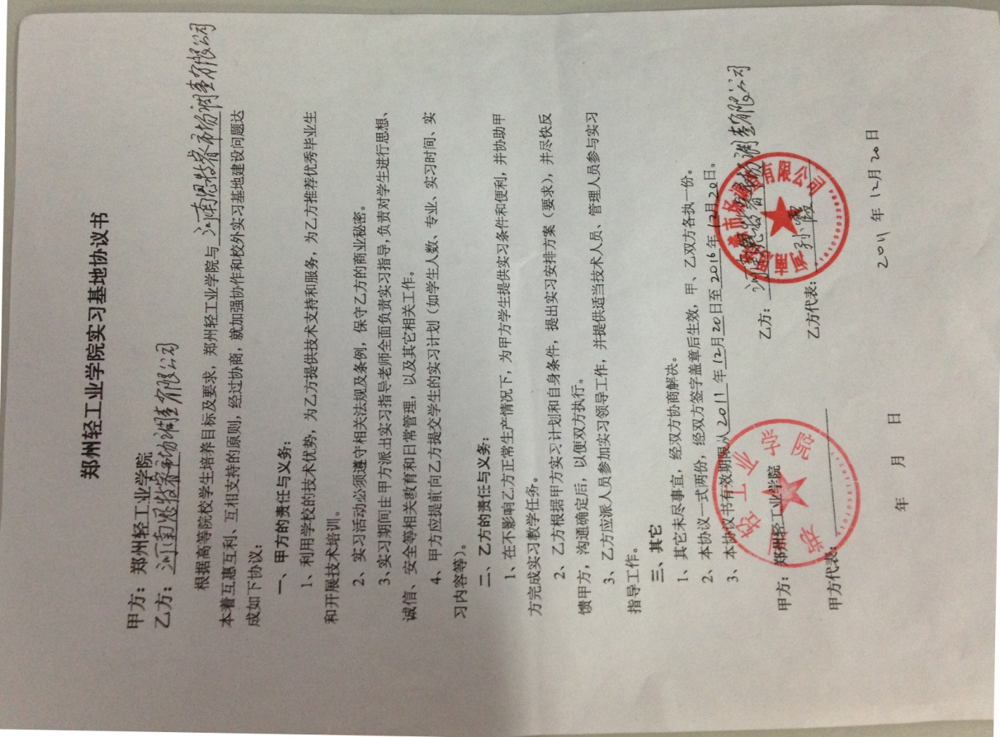 郑州轻工业学院实习基地协议书
甲方：郑州轻工业学院
乙方：河南思睿市场调查有限公司
根据高等院校学生培养目标及要求，郑州轻工业学院与 河南思睿市场调查有限公司
本着互惠互利、互相支持的原则，经过协商，就加强协作和校外实习基地建设问题达
成如下协议：
一、甲方的责任与义务：
1、利用学校的技术优势，为乙方提供技术支持和服务，为乙方推荐优秀毕业生
和开展技术培训。
2、实习活动必须遵守相关法规及条例，保守乙方的商业秘密。
3、实习期间由甲方派出实习指导老师全面负责实习指导，负责对学生进行思想、
诚信、安全等相关教育和日常管理，以及其它相关工作。
4、甲方应提前向乙方提交学生的实习计划（如学生人数、专业、实习时间、实
习内容等）。
二、乙方的责任与义务：
1、在不影响乙方正常生产情况下，为甲方学生提供实习条件和便利，并协助甲
方完成实习教学任务。
2、乙方根据甲方实习计划和自身条件，提出实习安排方案（要求），并尽快反
馈甲方，沟通确定后，以便双方执行。
3、乙方应派人员参加实习领导工作，并提供适当技术人员、管理人员参与实习
指导工作。
三、其它
1、其它未尽事宜，经双方协商解决。
2、本协议一式两份，经双方签字盖章后生效，甲、乙双方各执一份。
3、本协议书有效期限从2011年12月20日至2016年12月20日。
甲方：郑州轻工业学院
乙方：河南思睿市场调查有限公司
甲方代表：
乙方代表：孙霞
年 月 日
2011年12月20日